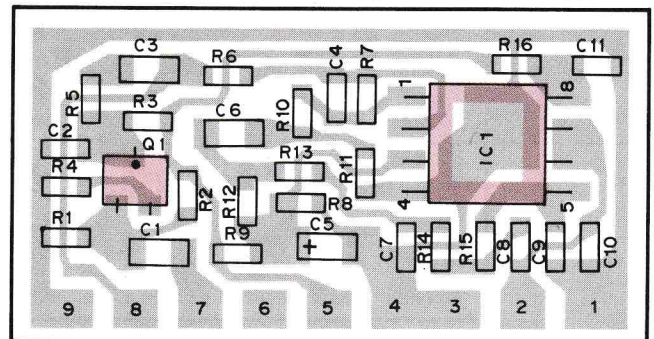 C3 R6 C4 R7 R16 C11
R5 R3 C6 R10 1 8
C2 Q1
R4 R13 R11 IC1
R2 R12 R8 4 5
R1 C1 R9 + C5 C7 R14 R15 C18 C9 C10
9 8 7 6 5 4 3 2 1